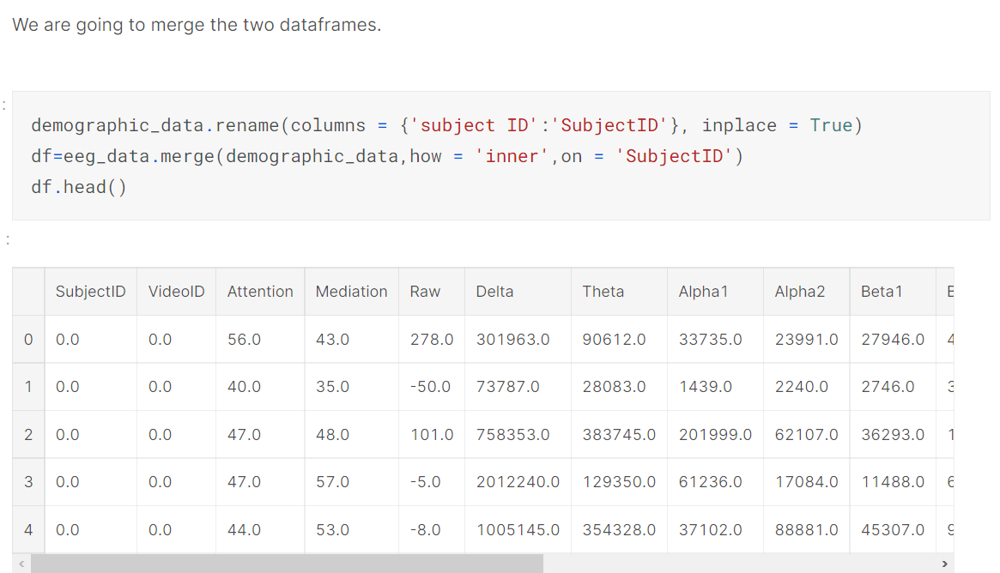 We are going to merge the two dataframes.
:
demographic_data.rename(columns = {'subject ID':'SubjectID'}, inplace = True)
df=eeg_data.merge(demographic_data,how = 'inner',on = 'SubjectID')
df.head()
:
SubjectID VideoID Attention Mediation Raw Delta Theta Alpha1 Alpha2 Beta1
0 0.0 0.0 56.0 43.0 278.0 301963.0 90612.0 33735.0 23991.0 27946.0
1 0.0 0.0 40.0 35.0 -50.0 73787.0 28083.0 1439.0 2240.0 2746.0
2 0.0 0.0 47.0 48.0 101.0 758353.0 383745.0 201999.0 62107.0 36293.0
3 0.0 0.0 47.0 57.0 -5.0 2012240.0 129350.0 61236.0 17084.0 11488.0
4 0.0 0.0 44.0 53.0 -8.0 1005145.0 354328.0 37102.0 88881.0 45307.0